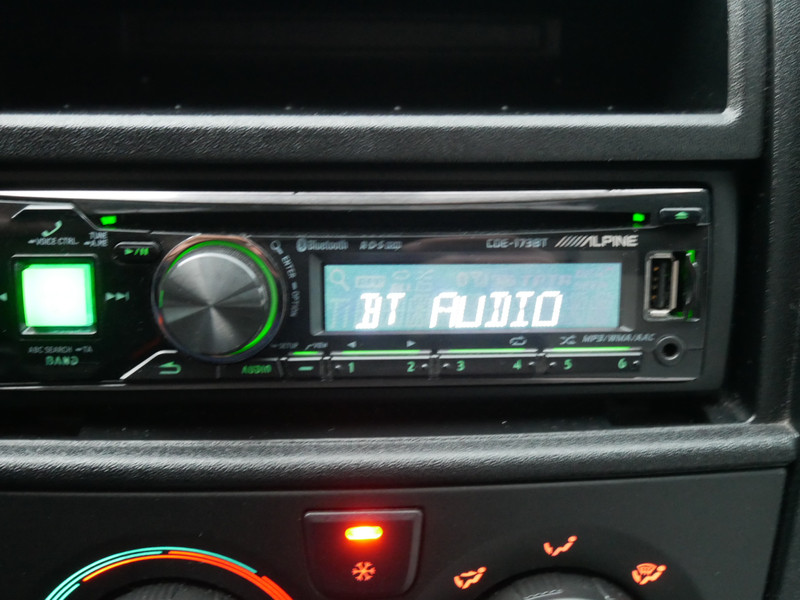 VOICE CTRL.
TUNE
A.ME
Bluetooth
R·D·S
CDE-173BT
ALPINE
ENTER
OPTION
BT AUDIO
ABC SEARCH TA
BAND
AUDIO
SETUP
VIEW
MP3/WMA/AAC
1 2 3 4 5 6